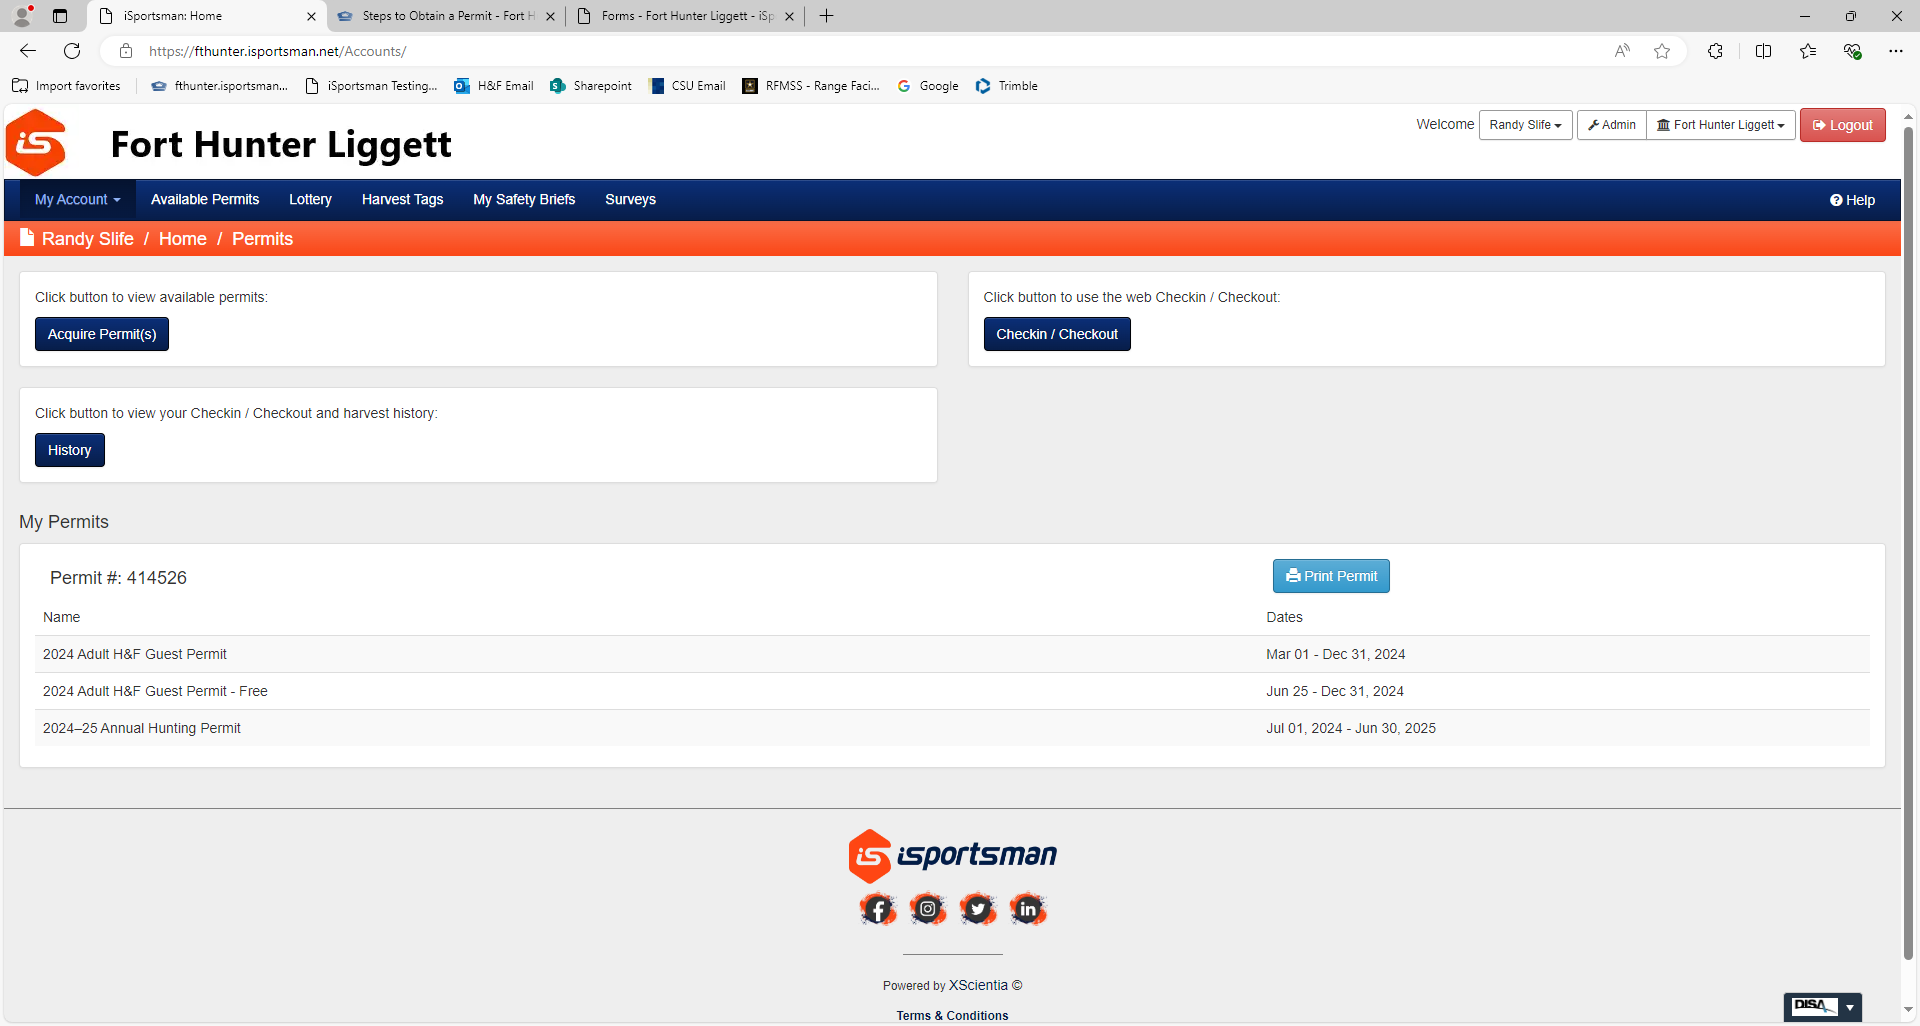 iSportsman: Home
Steps to Obtain a Permit - Fort H
Forms - Fort Hunter Liggett - iSp
https://fthunter.isportsman.net/Accounts/
Import favorites
fthunter.isportsman...
iSportsman Testing...
H&F Email
Sharepoint
CSU Email
RFMSS - Range Faci...
Google
Trimble
iS
Fort Hunter Liggett
Welcome
Randy Slife
Admin
Fort Hunter Liggett
Logout
My Account
Available Permits
Lottery
Harvest Tags
My Safety Briefs
Surveys
Help
Randy Slife / Home / Permits
Click button to view available permits:
Acquire Permit(s)
Click button to use the web Checkin / Checkout:
Checkin / Checkout
Click button to view your Checkin / Checkout and harvest history:
History
My Permits
Permit #: 414526
Print Permit
Name
Dates
2024 Adult H&F Guest Permit
Mar 01 - Dec 31, 2024
2024 Adult H&F Guest Permit - Free
Jun 25 - Dec 31, 2024
2024–25 Annual Hunting Permit
Jul 01, 2024 - Jun 30, 2025
iS isportsman
Powered by XScientia ©
Terms & Conditions
DISA